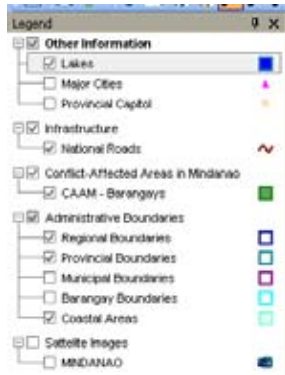 Legend
Other Information
Lakes
Major Cities
Provincial Capitol
Infrastructure
National Roads
Conflict-Affected Areas in Mindanao
CAAM - Barangays
Administrative Boundaries
Regional Boundaries
Provincial Boundaries
Municipal Boundaries
Barangay Boundaries
Coastal Areas
Sattelite Images
MINDANAO